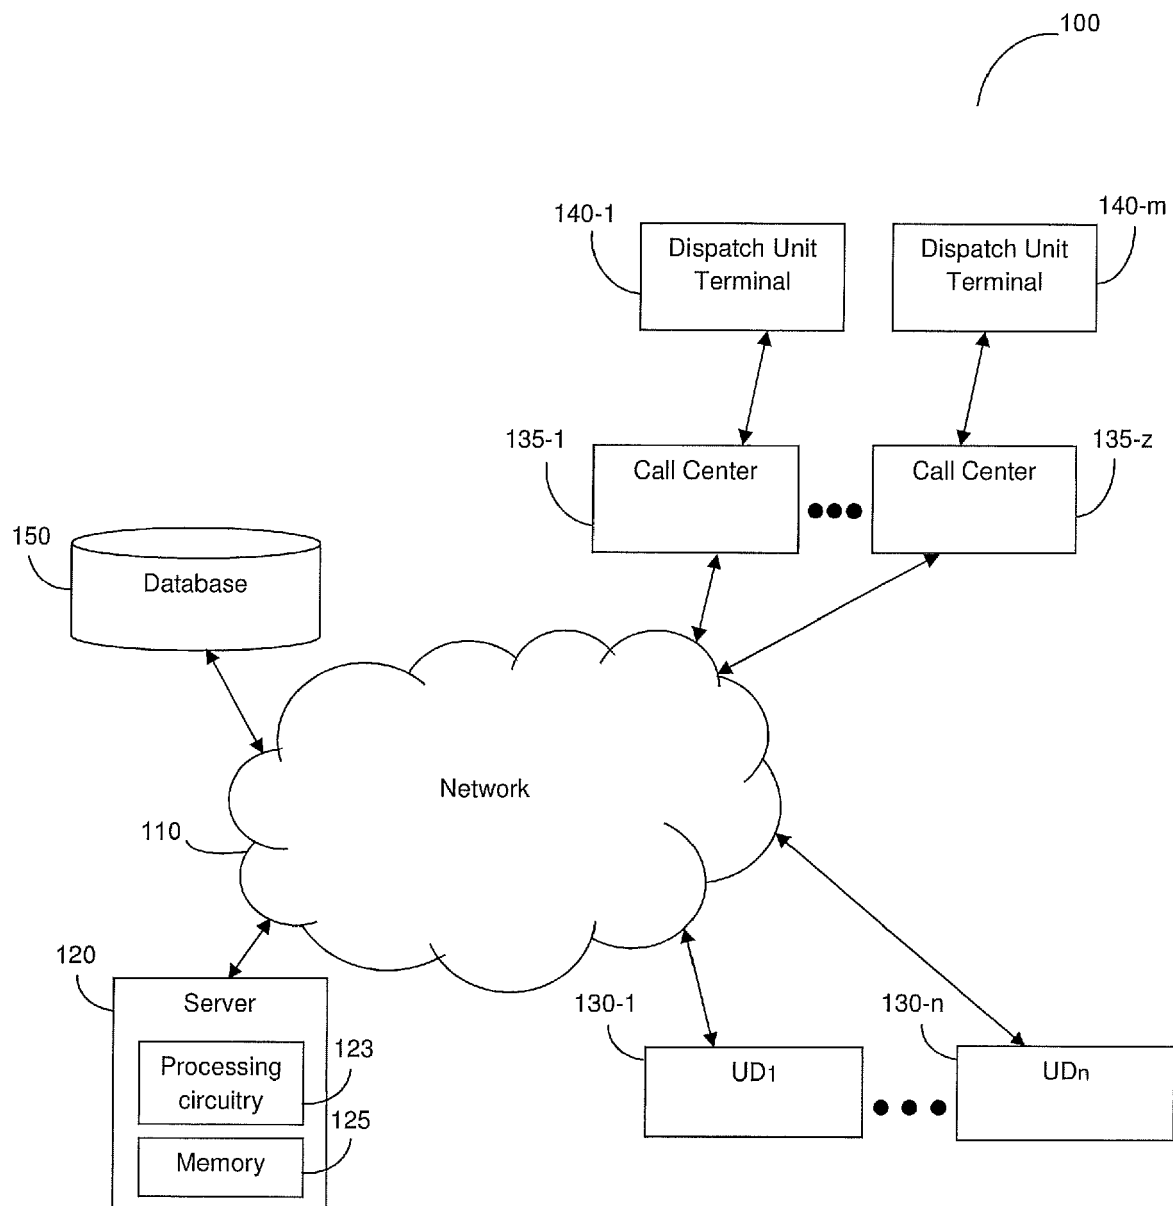 100
140-1
140-m
Dispatch Unit
Terminal
Dispatch Unit
Terminal
135-1
135-z
Call Center
Call Center
150
Database
Network
110
120
Server
123
Processing
circuitry
125
Memory
130-1
130-n
UD1
UDn